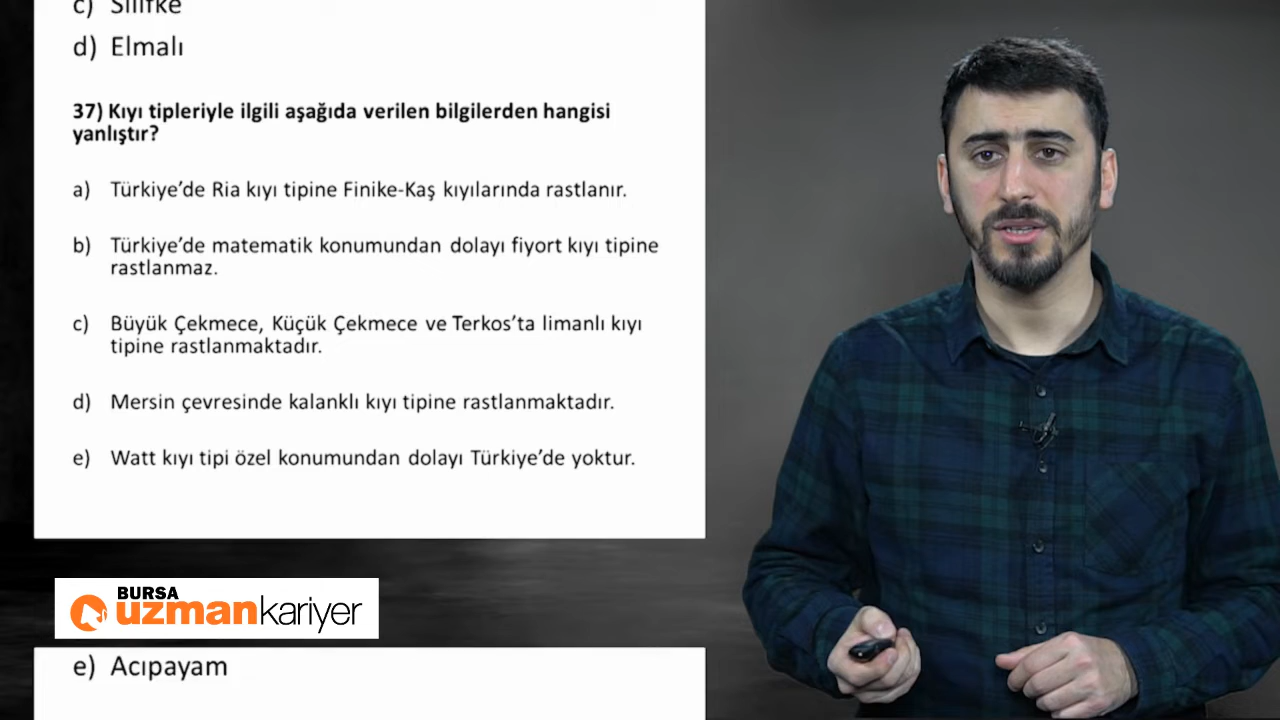 c) Silifke
d) Elmalı
37) Kıyı tipleriyle ilgili aşağıda verilen bilgilerden hangisi
yanlıştır?
a) Türkiye’de Ria kıyı tipine Finike-Kaş kıyılarında rastlanır.
b) Türkiye’de matematik konumundan dolayı fiyort kıyı tipine
rastlanmaz.
c) Büyük Çekmece, Küçük Çekmece ve Terkos’ta limanlı kıyı
tipine rastlanmaktadır.
d) Mersin çevresinde kalanklı kıyı tipine rastlanmaktadır.
e) Watt kıyı tipi özel konumundan dolayı Türkiye’de yoktur.
BURSA
uzmankariyer
e) Acıpayam